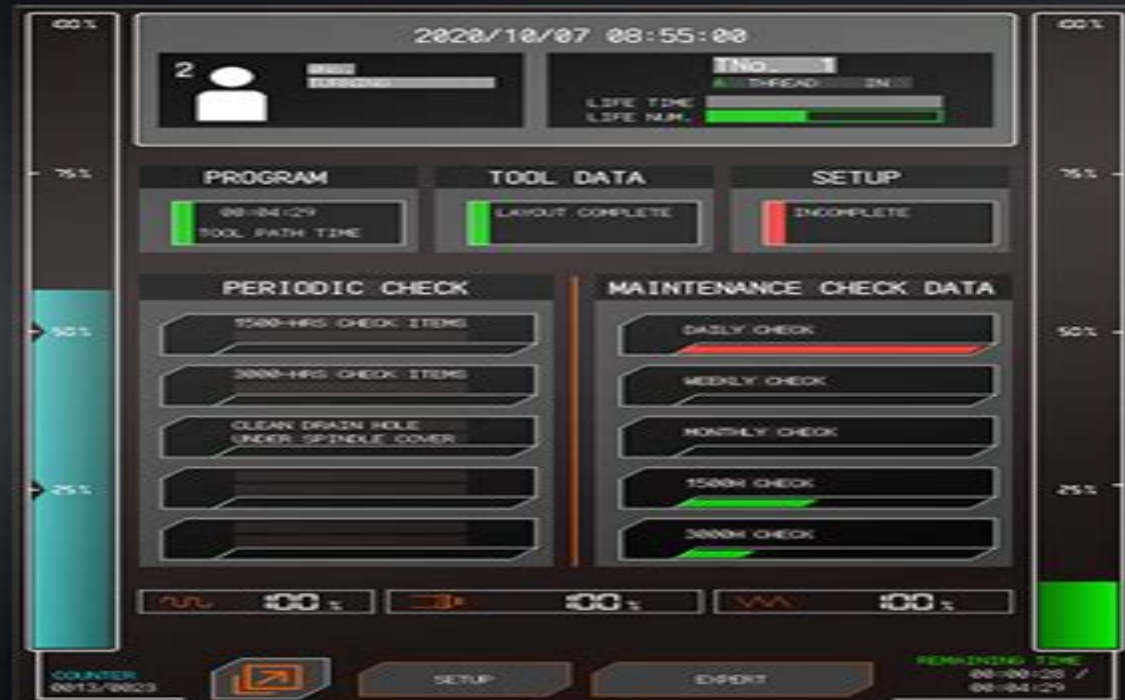 100%
100%
2020/10/07 08:55:00
2
TNo. 1
A THREAD IN
LIFE TIME
LIFE NUM.
75%
75%
PROGRAM
TOOL DATA
SETUP
00:04:29
TOOL PATH TIME
LAYOUT COMPLETE
INCOMPLETE
PERIODIC CHECK
MAINTENANCE CHECK DATA
1500-HRS CHECK ITEMS
DAILY CHECK
50%
50%
3000-HRS CHECK ITEMS
WEEKLY CHECK
CLEAN DRAIN HOLE
UNDER SPINDLE COVER
MONTHLY CHECK
25%
25%
1500H CHECK
3000H CHECK
100%
100%
100%
COUNTER
0013/0023
SETUP
EXPERT
REMAINING TIME
00:00:28 /
00:04:29